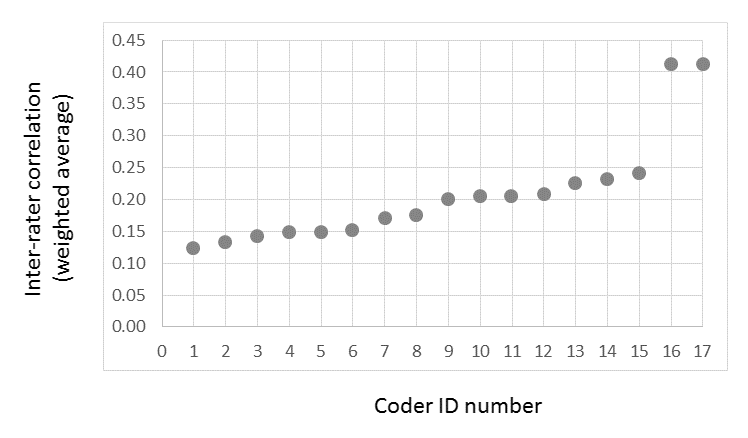 0.45
0.40
0.35
0.30
0.25
0.20
0.15
0.10
0.05
0.00
Inter-rater correlation
(weighted average)
0 1 2 3 4 5 6 7 8 9 10 11 12 13 14 15 16 17
Coder ID number